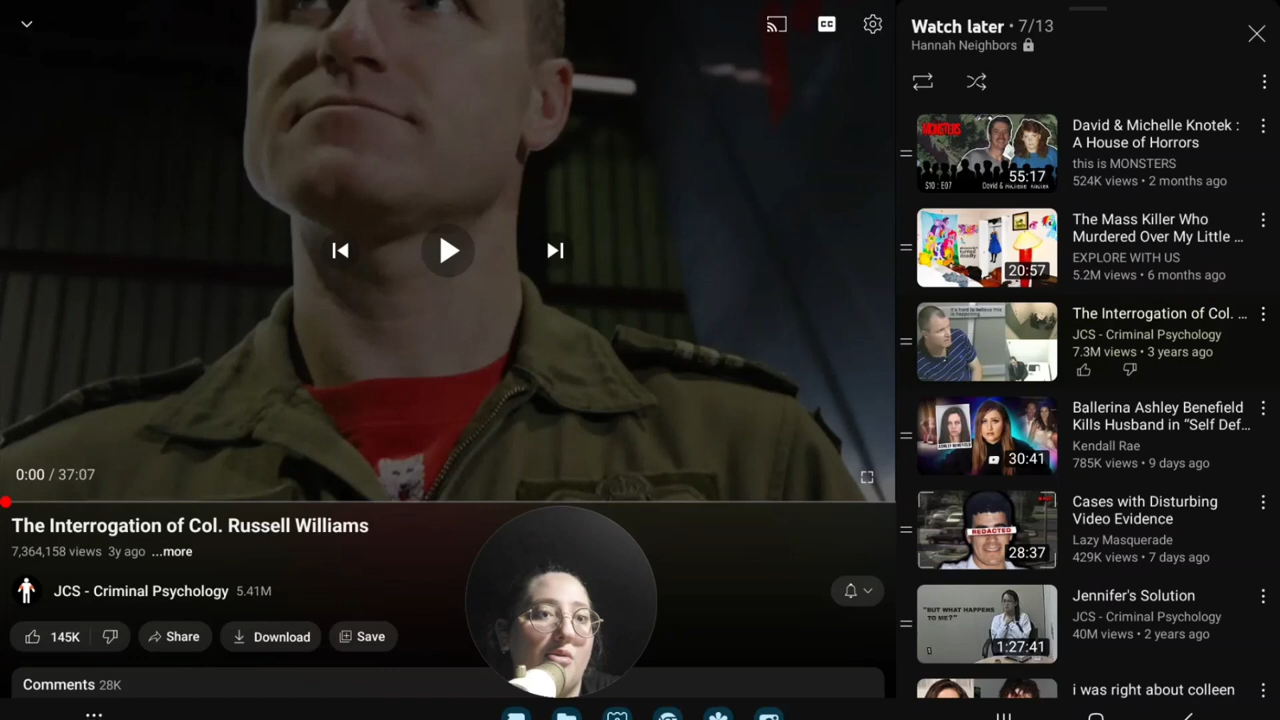 CC
Watch later • 7/13
Hannah Neighbors
0:00 / 37:07
The Interrogation of Col. Russell Williams
7,364,158 views 3y ago ...more
JCS - Criminal Psychology 5.41M
145K
Share
Download
Save
Comments 28K
MONSTERS
S10 : E07
55:17
David & Michelle Knotek :
A House of Horrors
this is MONSTERS
524K views • 2 months ago
20:57
The Mass Killer Who
Murdered Over My Little ...
EXPLORE WITH US
5.2M views • 6 months ago
The Interrogation of Col. ...
JCS - Criminal Psychology
7.3M views • 3 years ago
30:41
Ballerina Ashley Benefield
Kills Husband in “Self Def...
Kendall Rae
785K views • 9 days ago
REDACTED
28:37
Cases with Disturbing
Video Evidence
Lazy Masquerade
429K views • 7 days ago
"BUT WHAT HAPPENS
TO ME?"
1:27:41
Jennifer's Solution
JCS - Criminal Psychology
40M views • 2 years ago
i was right about colleen